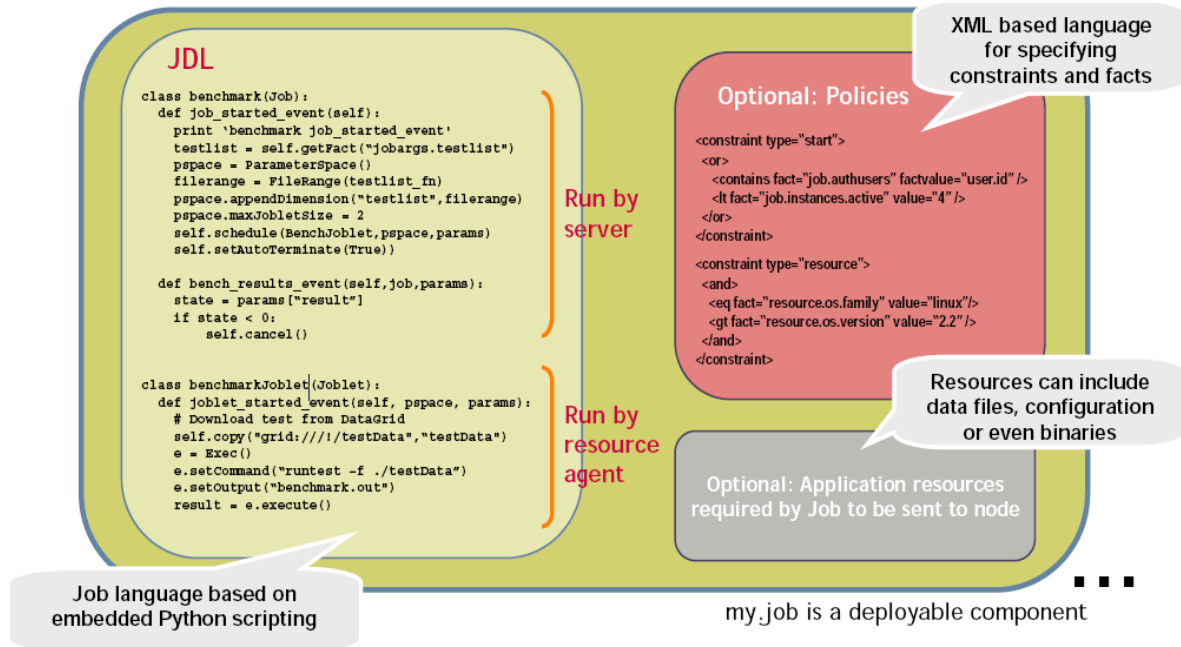 JDL
class benchmark(Job):
def job_started_event(self):
print `benchmark job_started_event'
testlist = self.getFact("jobargs.testlist")
pspace = ParameterSpace()
filerange = FileRange(testlist_fn)
pspace.appendDimension("testlist",filerange)
pspace.maxJobletSize = 2
self.schedule(BenchJoblet,pspace,params)
self.setAutoTerminate(True))
def bench_results_event(self,job,params):
state = params["result"]
if state < 0:
self.cancel()
class benchmarkJoblet(Joblet):
def joblet_started_event(self, pspace, params):
# Download test from DataGrid
self.copy("grid:///!/testData","testData")
e = Exec()
e.setCommand("runtest -f ./testData")
e.setOutput("benchmark.out")
result = e.execute()
Run by
server
Run by
resource
agent
Job language based on
embedded Python scripting
XML based language
for specifying
constraints and facts
Optional: Policies
<constraint type="start">
<or>
<contains fact="job.authusers" factvalue="user.id" />
<lt fact="job.instances.active" value="4" />
</or>
</constraint>
<constraint type="resource">
<and>
<eq fact="resource.os.family" value="linux"/>
<gt fact="resource.os.version" value="2.2" />
</and>
</constraint>
Resources can include
data files, configuration
or even binaries
Optional: Application resources
required by Job to be sent to node
...
my.job is a deployable component